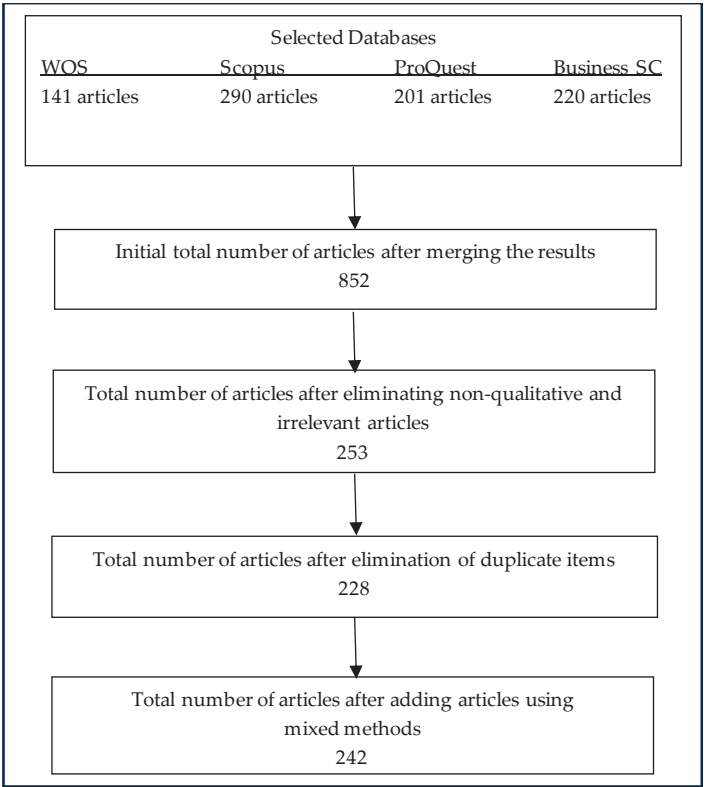 Selected Databases
WOS Scopus ProQuest Business SC
141 articles 290 articles 201 articles 220 articles
Initial total number of articles after merging the results
852
Total number of articles after eliminating non-qualitative and
irrelevant articles
253
Total number of articles after elimination of duplicate items
228
Total number of articles after adding articles using
mixed methods
242